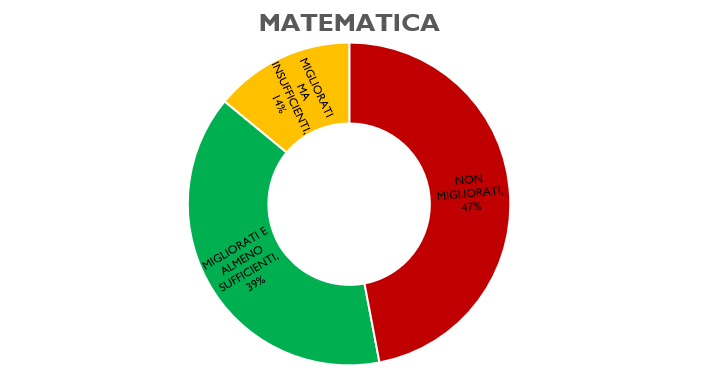 MATEMATICA
NON
MIGLIORATI,
47%
MIGLIORATI E
ALMENO
SUFFICIENTI,
39%
MIGLIORATI
MA
INSUFFICIENTI,
14%